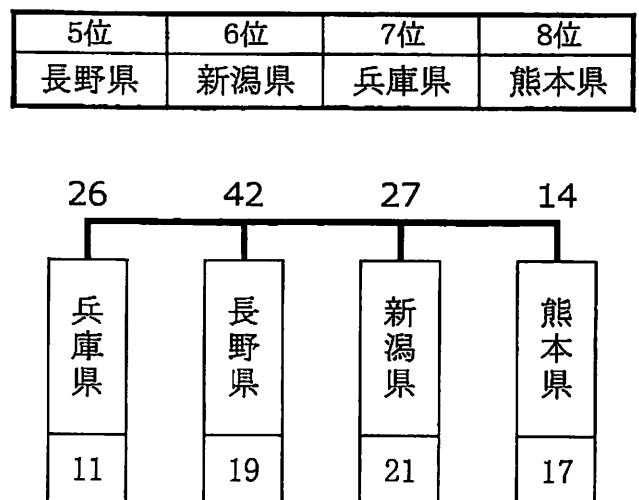 5位 6位 7位 8位
長野県 新潟県 兵庫県 熊本県
26 42 27 14
兵庫県 長野県 新潟県 熊本県
11 19 21 17